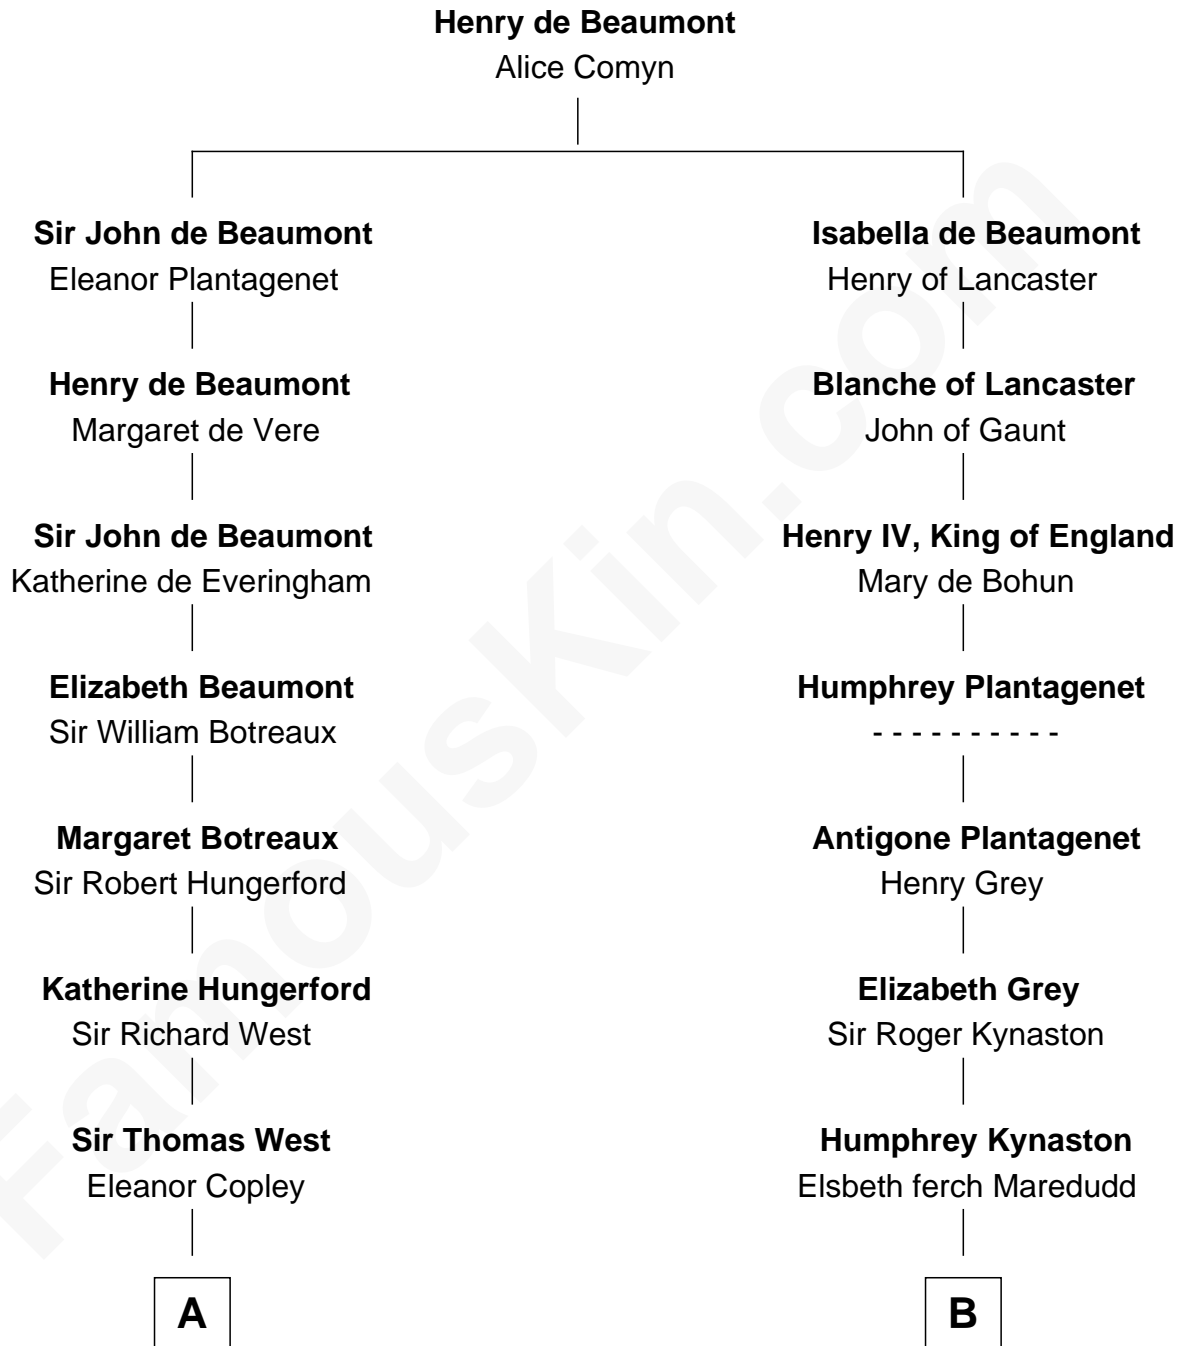 Henry de Beaumont
Alice Comyn
Sir John de Beaumont
Eleanor Plantagenet
Isabella de Beaumont
Henry of Lancaster
Henry de Beaumont
Margaret de Vere
Blanche of Lancaster
John of Gaunt
Sir John de Beaumont
Katherine de Everingham
Henry IV, King of England
Mary de Bohun
Elizabeth Beaumont
Sir William Botreaux
Humphrey Plantagenet
- - - - - - - - - -
Margaret Botreaux
Sir Robert Hungerford
Antigone Plantagenet
Henry Grey
Katherine Hungerford
Sir Richard West
Elizabeth Grey
Sir Roger Kynaston
Sir Thomas West
Eleanor Copley
Humphrey Kynaston
Elsbeth ferch Maredudd
A
B
FamousKin.com